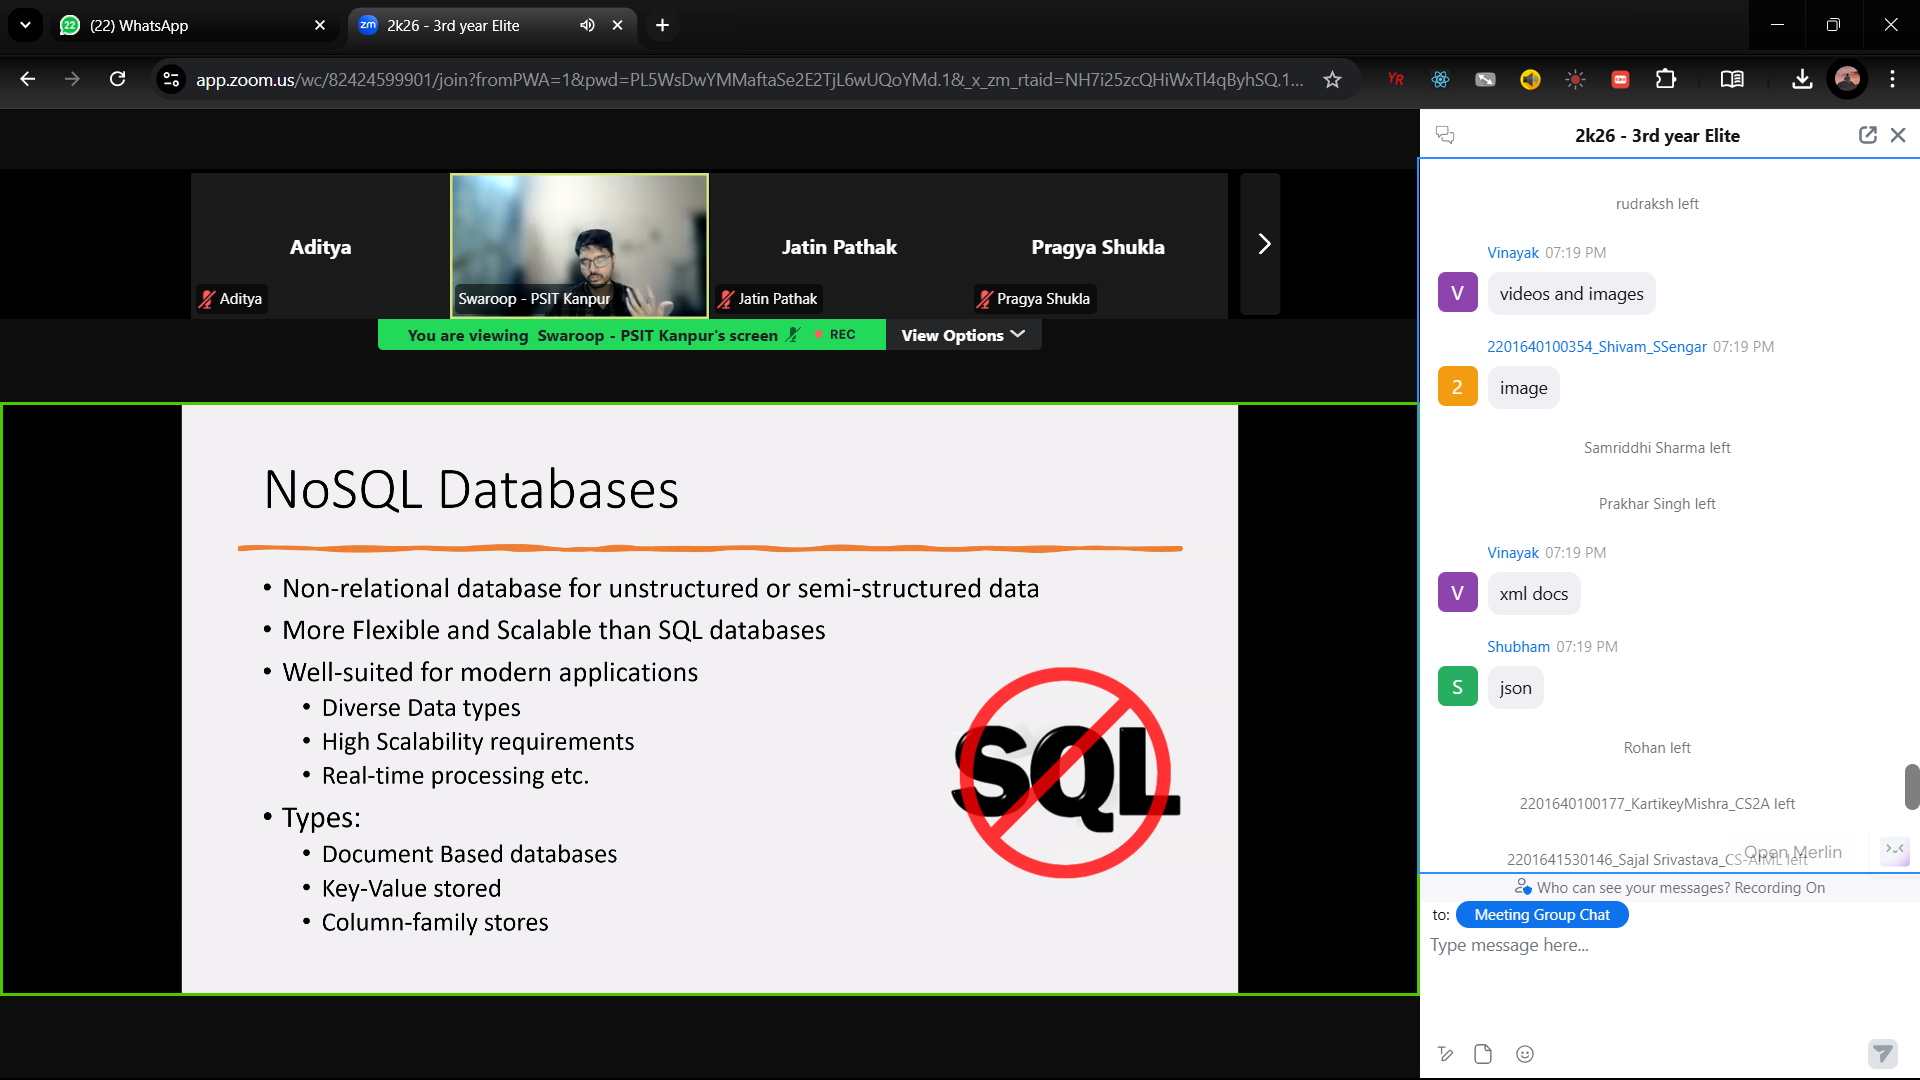 22
(22) WhatsApp
zm
2k26 - 3rd year Elite
app.zoom.us/wc/82424599901/join?fromPWA=1&pwd=PL5WsDwYMMaftaSe2E2TjL6wUQoYMd.1&_x_zm_rtaid=NH7i25zcQHiWxTl4qByhSQ.1...
YR
Aditya
Jatin Pathak
Pragya Shukla
Aditya
Swaroop - PSIT Kanpur
Jatin Pathak
Pragya Shukla
You are viewing Swaroop - PSIT Kanpur's screen
REC
View Options
NoSQL Databases
• Non-relational database for unstructured or semi-structured data
• More Flexible and Scalable than SQL databases
• Well-suited for modern applications
• Diverse Data types
• High Scalability requirements
• Real-time processing etc.
• Types:
• Document Based databases
• Key-Value stored
• Column-family stores
SQL
2k26 - 3rd year Elite
rudraksh left
Vinayak 07:19 PM
V
videos and images
2201640100354_Shivam_SSengar 07:19 PM
2
image
Samriddhi Sharma left
Prakhar Singh left
Vinayak 07:19 PM
V
xml docs
Shubham 07:19 PM
S
json
Rohan left
2201640100177_KartikeyMishra_CS2A left
Open Merlin
2201641530146_Sajal Srivastava_CS-AIML left
Who can see your messages? Recording On
to: Meeting Group Chat
Type message here...